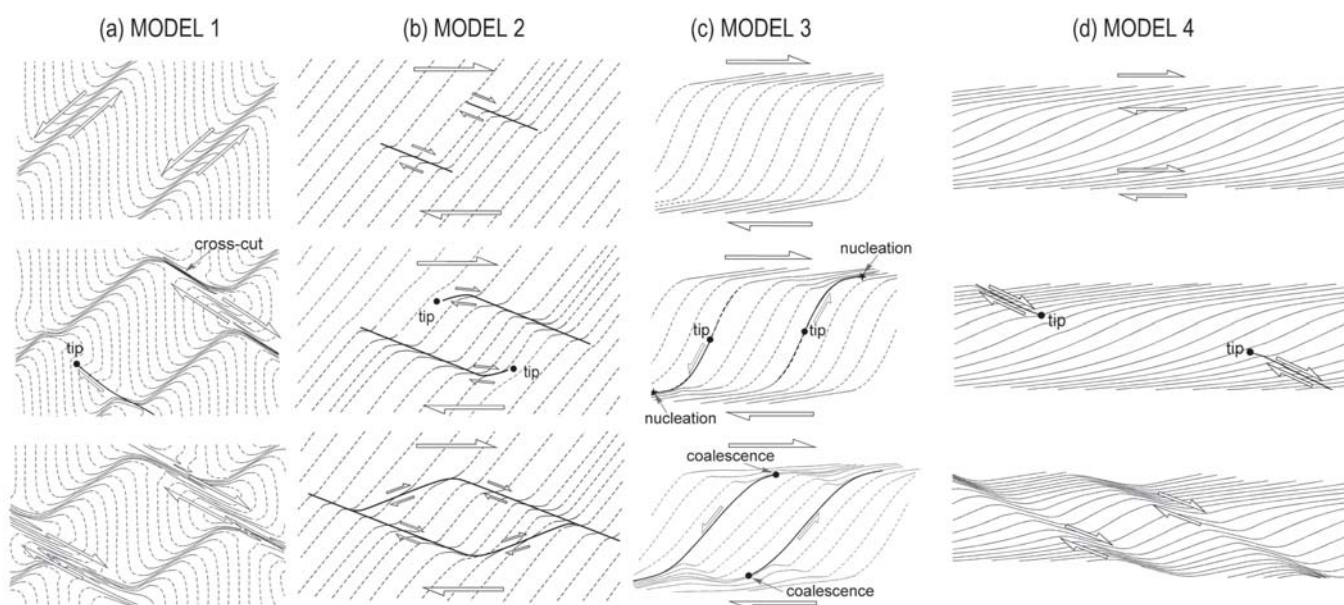 (a) MODEL 1
(b) MODEL 2
(c) MODEL 3
(d) MODEL 4
cross-cut
tip
tip
tip
nucleation
tip
tip
nucleation
tip
tip
coalescence
coalescence